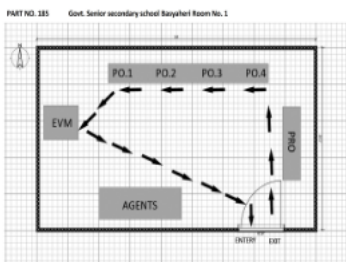 PART NO. 185 Govt. Senior secondary school Basyaheri Room No. 1
PO.1 PO.2 PO.3 PO.4
EVM
PRO
AGENTS
ENTERY EXIT